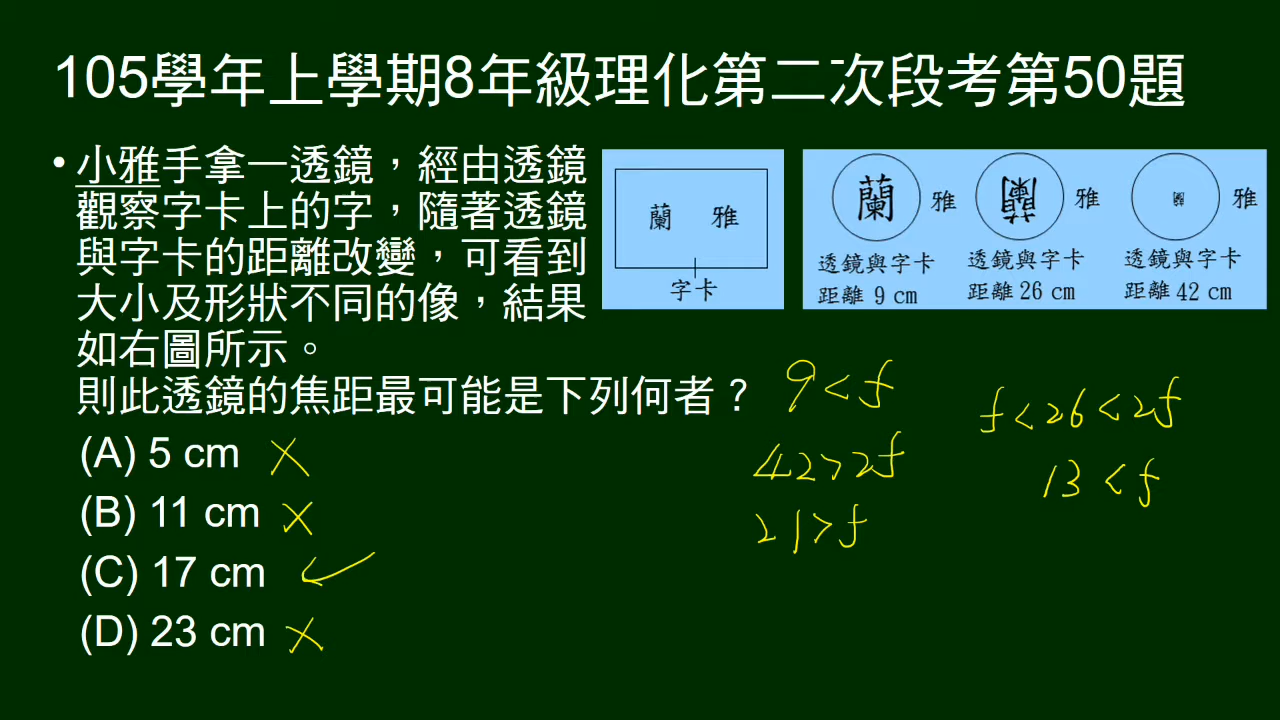 105學年上學期8年級理化第二次段考第50題
• 小雅手拿一透鏡，經由透鏡
觀察字卡上的字，隨著透鏡
與字卡的距離改變，可看到
大小及形狀不同的像，結果
如右圖所示。
則此透鏡的焦距最可能是下列何者？
(A) 5 cm ×
(B) 11 cm ×
(C) 17 cm ✓
(D) 23 cm ×
蘭 雅
字卡
蘭 雅
透鏡與字卡
距離 9 cm
蘭 雅
透鏡與字卡
距離 26 cm
雅
透鏡與字卡
距離 42 cm
9 < f
42 > 2f
21 > f
f < 26 < 2f
13 < f